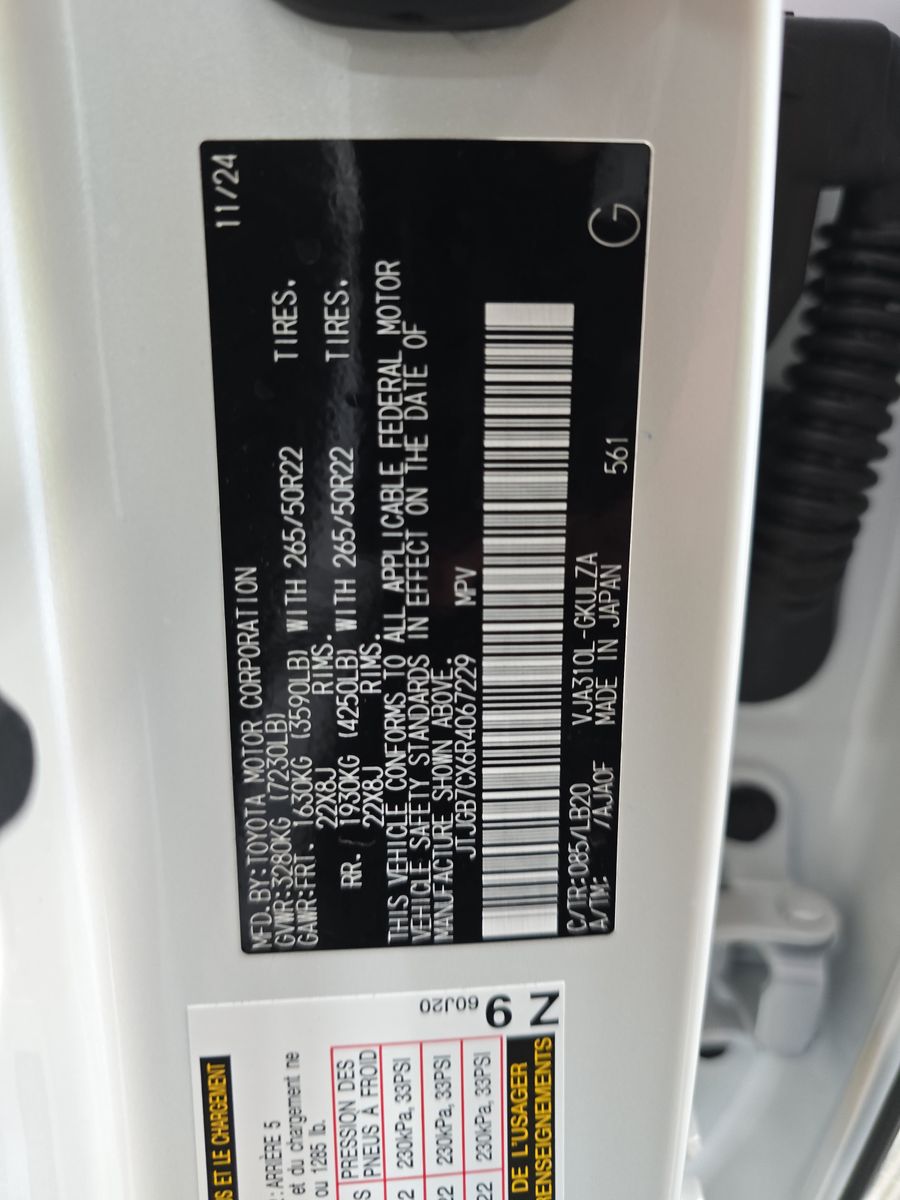 11/24
MFD.BY:TOYOTA MOTOR CORPORATION
GVWR:3280KG (7230LB)
GAWR:FRT. 1630KG (3590LB) WITH 265/50R22 TIRES.
22X8J RIMS.
RR. 1930KG (4250LB) WITH 265/50R22 TIRES.
22X8J RIMS.
THIS VEHICLE CONFORMS TO ALL APPLICABLE FEDERAL MOTOR
VEHICLE SAFETY STANDARDS IN EFFECT ON THE DATE OF
MANUFACTURE SHOWN ABOVE.
JTJGB7CX6R4067229 MPV
C/TR:085/LB20 VJA310L-GKULZA
A/TM: -//AJA0F MADE IN JAPAN 561
G
S ET LE CHARGEMENT
ARRIÈRE 5
et du chargement ne
ou 1285 lb.
PRESSION DES
PNEUS À FROID
230kPa, 33PSI
22 230kPa, 33PSI
22 230kPa, 33PSI
DE L'USAGER
RENSEIGNEMENTS
60J20
Z 9